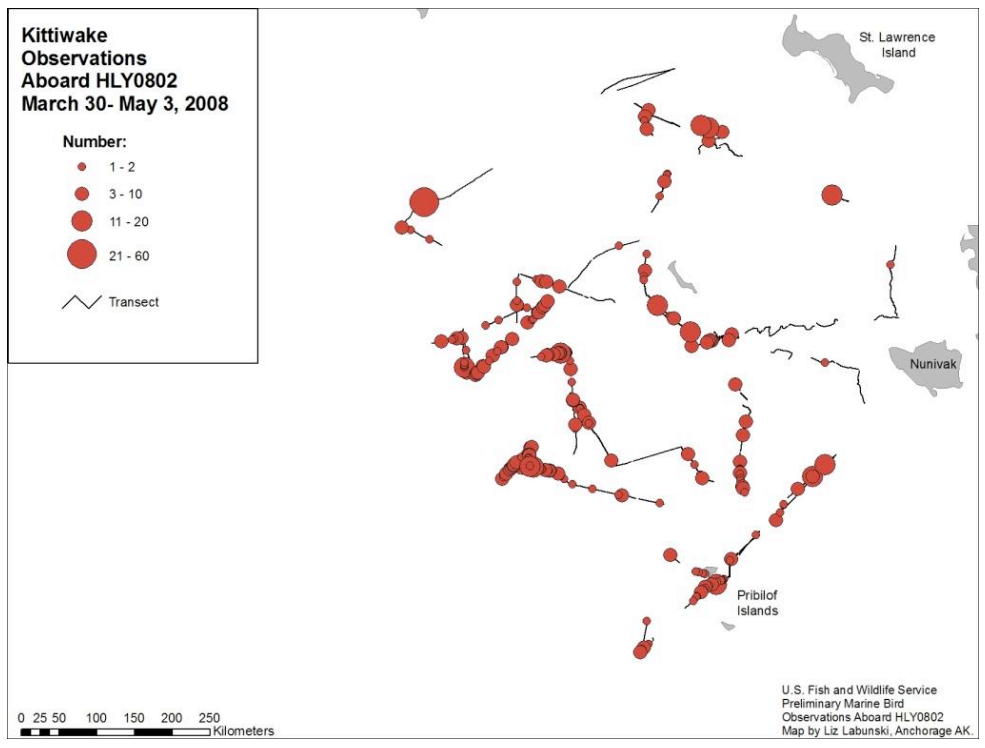 Kittiwake
Observations
Aboard HLY0802
March 30- May 3, 2008
Number:
1 - 2
3 - 10
11 - 20
21 - 60
Transect
St. Lawrence
Island
Nunivak
Pribilof
Islands
0 25 50 100 150 200 250
Kilometers
U.S. Fish and Wildlife Service
Preliminary Marine Bird
Observations Aboard HLY0802
Map by Liz Labunski, Anchorage AK.